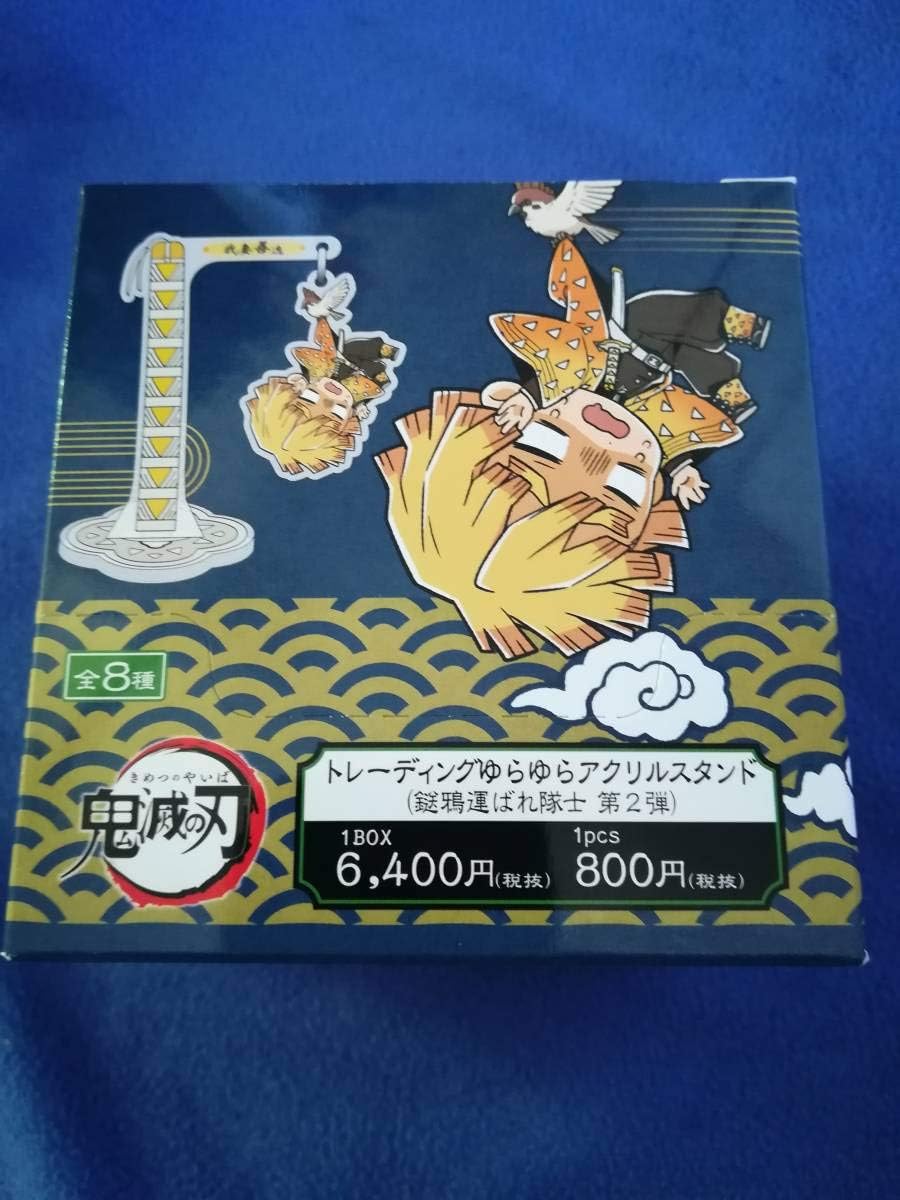 我妻善逸
全8種
きめつのやいば
鬼滅の刃
トレーディングゆらゆらアクリルスタンド
(鎹鴉運ばれ隊士 第2弾)
1BOX
6,400円(税抜)
1pcs
800円(税抜)